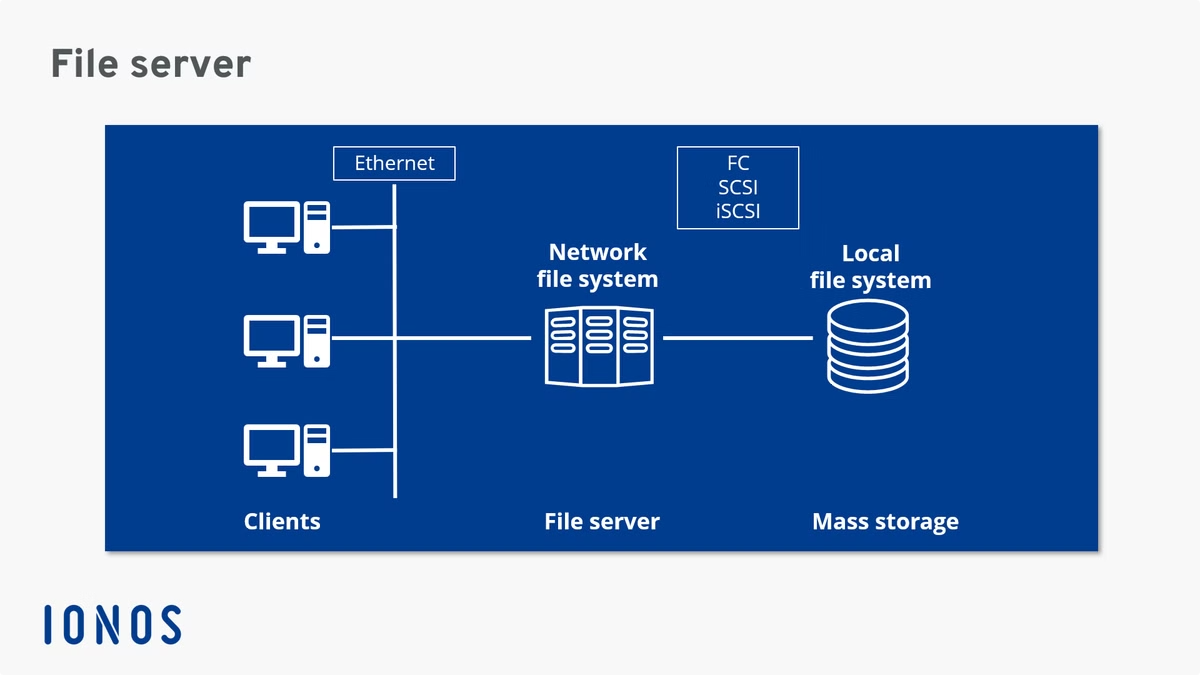 File server
Ethernet
FC
SCSI
iSCSI
Network
file system
Local
file system
Clients
File server
Mass storage
IONOS